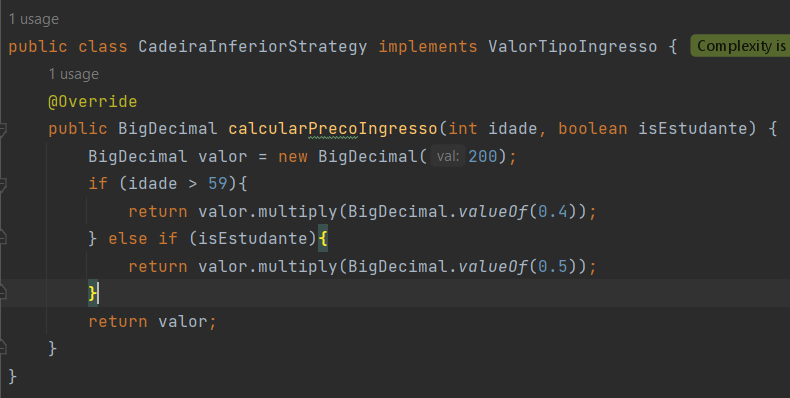 1 usage
public class CadeiraInferiorStrategy implements ValorTipoIngresso { Complexity is
1 usage
@Override
public BigDecimal calcularPrecoIngresso(int idade, boolean isEstudante) {
BigDecimal valor = new BigDecimal( val: 200);
if (idade > 59){
return valor.multiply(BigDecimal.valueOf(0.4));
} else if (isEstudante){
return valor.multiply(BigDecimal.valueOf(0.5));
}
return valor;
}
}